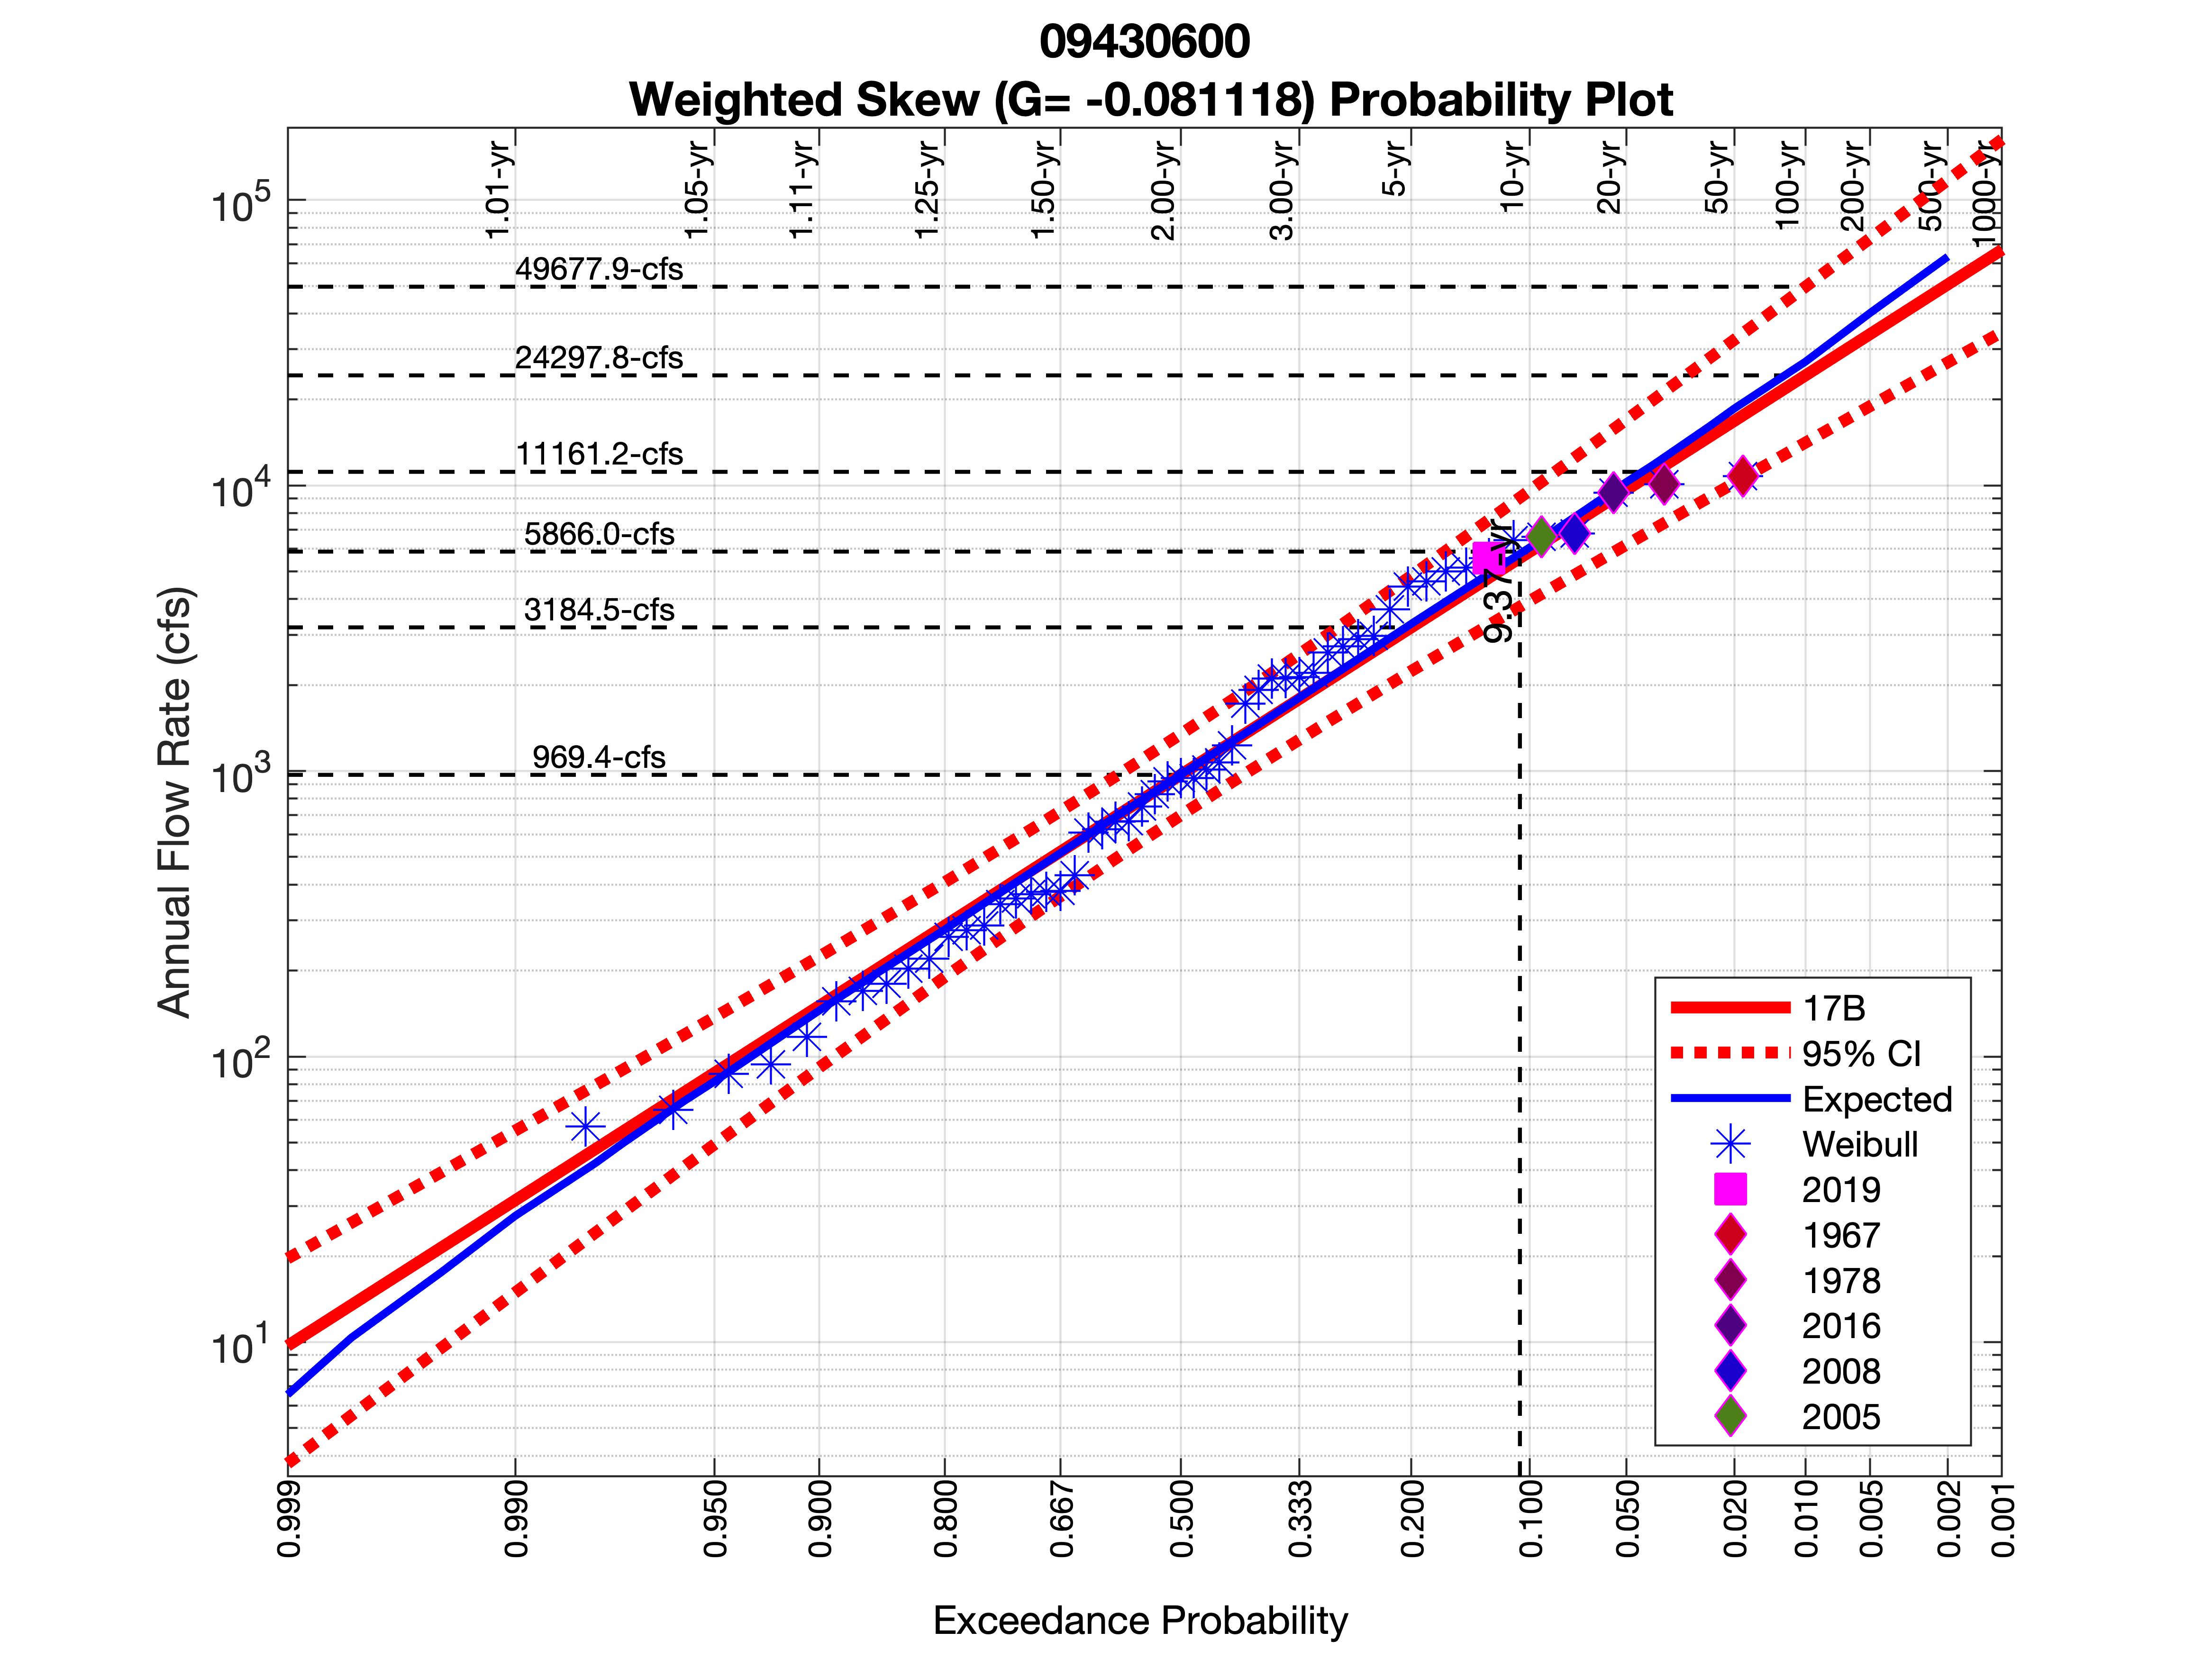 09430600
Weighted Skew (G= -0.081118) Probability Plot
1.01-yr
1.05-yr
1.11-yr
1.25-yr
1.50-yr
2.00-yr
3.00-yr
5-yr
10-yr
20-yr
50-yr
100-yr
200-yr
500-yr
1000-yr
10^5
10^4
10^3
10^2
10^1
Annual Flow Rate (cfs)
49677.9-cfs
24297.8-cfs
11161.2-cfs
5866.0-cfs
3184.5-cfs
969.4-cfs
9.37-yr
17B
95% CI
Expected
Weibull
2019
1967
1978
2016
2008
2005
0.999
0.990
0.950
0.900
0.800
0.667
0.500
0.333
0.200
0.100
0.050
0.020
0.010
0.005
0.002
0.001
Exceedance Probability